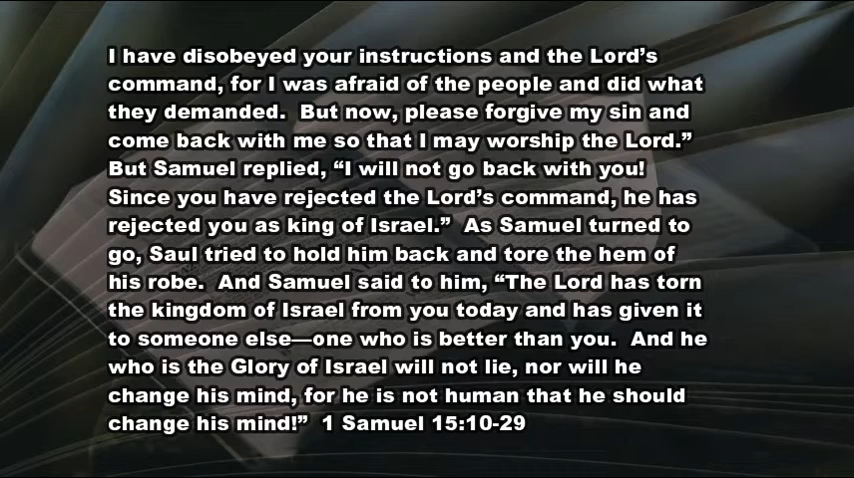 I have disobeyed your instructions and the Lord’s
command, for I was afraid of the people and did what
they demanded.  But now, please forgive my sin and
come back with me so that I may worship the Lord.”
But Samuel replied, “I will not go back with you!
Since you have rejected the Lord’s command, he has
rejected you as king of Israel.”  As Samuel turned to
go, Saul tried to hold him back and tore the hem of
his robe.  And Samuel said to him, “The Lord has torn
the kingdom of Israel from you today and has given it
to someone else—one who is better than you.  And he
who is the Glory of Israel will not lie, nor will he
change his mind, for he is not human that he should
change his mind!”  1 Samuel 15:10-29